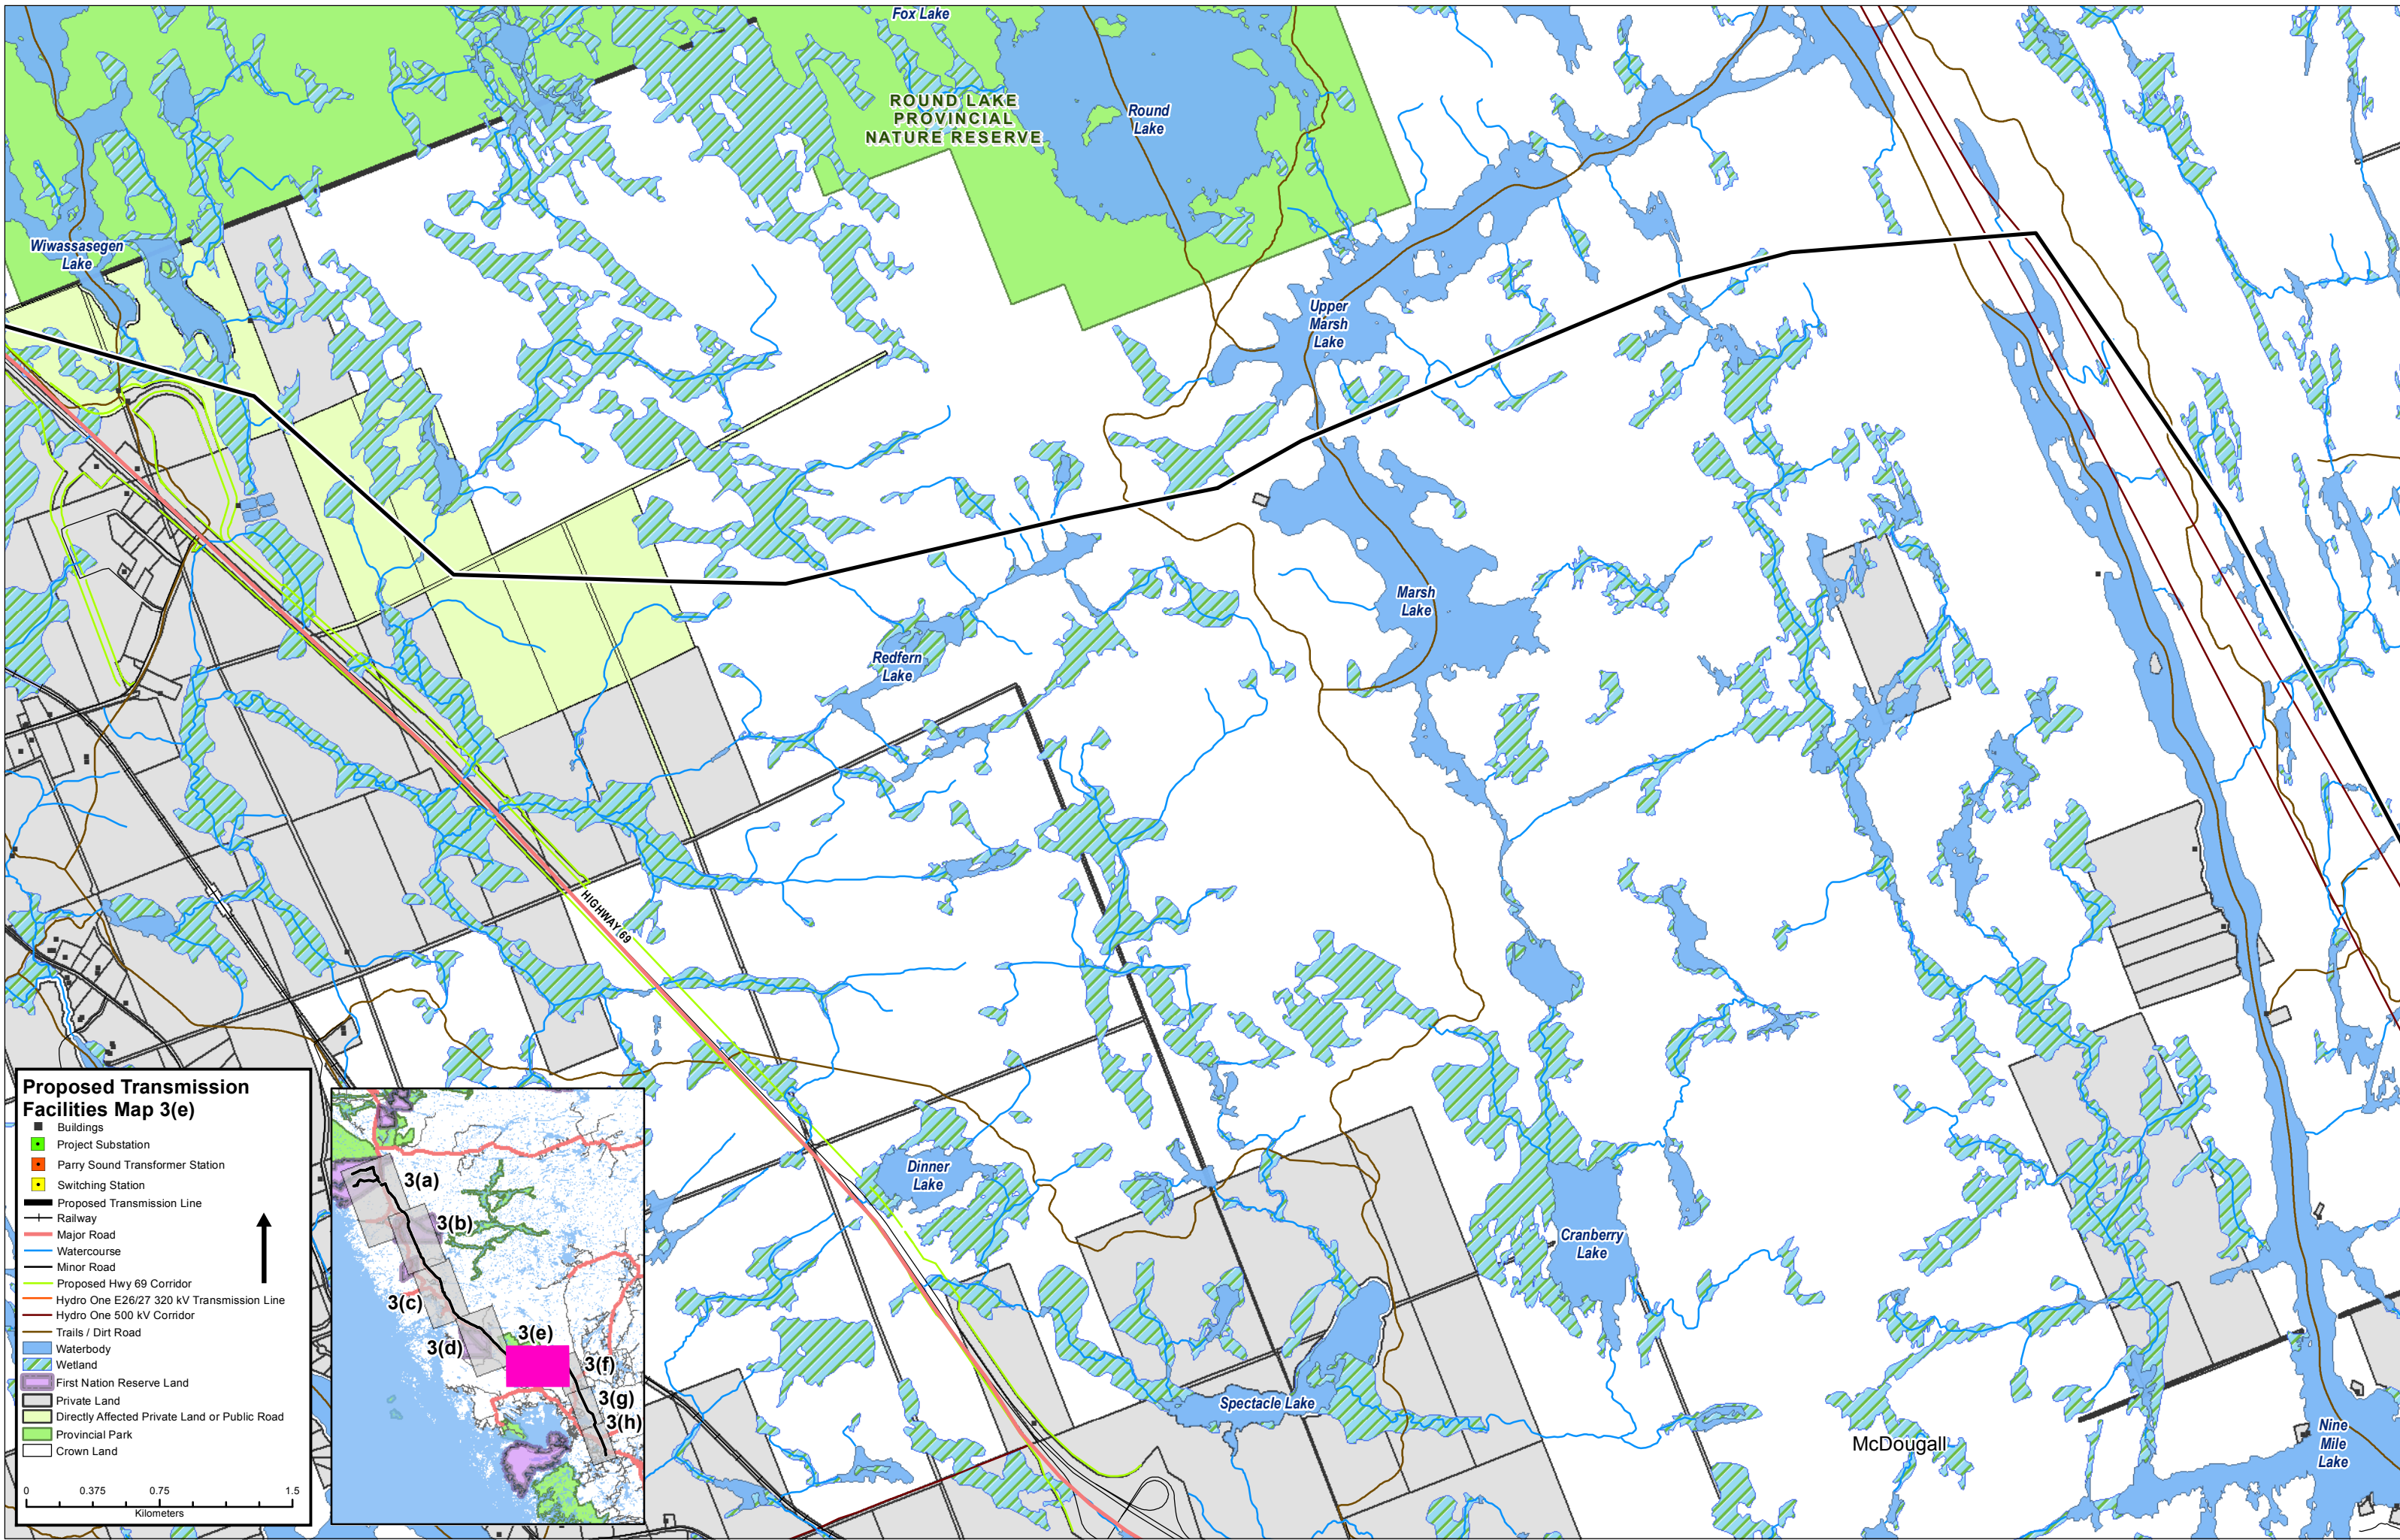 Fox Lake
ROUND LAKE
PROVINCIAL
NATURE RESERVE
Round
Lake
Wiwassasegen
Lake
Upper
Marsh
Lake
Marsh
Lake
Redfern
Lake
HIGHWAY 69
Dinner
Lake
Cranberry
Lake
Spectacle Lake
McDougall
Nine
Mile
Lake
Proposed Transmission
Facilities Map 3(e)
Buildings
Project Substation
Parry Sound Transformer Station
Switching Station
Proposed Transmission Line
Railway
Major Road
Watercourse
Minor Road
Proposed Hwy 69 Corridor
Hydro One E26/27 320 kV Transmission Line
Hydro One 500 kV Corridor
Trails / Dirt Road
Waterbody
Wetland
First Nation Reserve Land
Private Land
Directly Affected Private Land or Public Road
Provincial Park
Crown Land
0 0.375 0.75 1.5
Kilometers
3(a)
3(b)
3(c)
3(d)
3(e)
3(f)
3(g)
3(h)